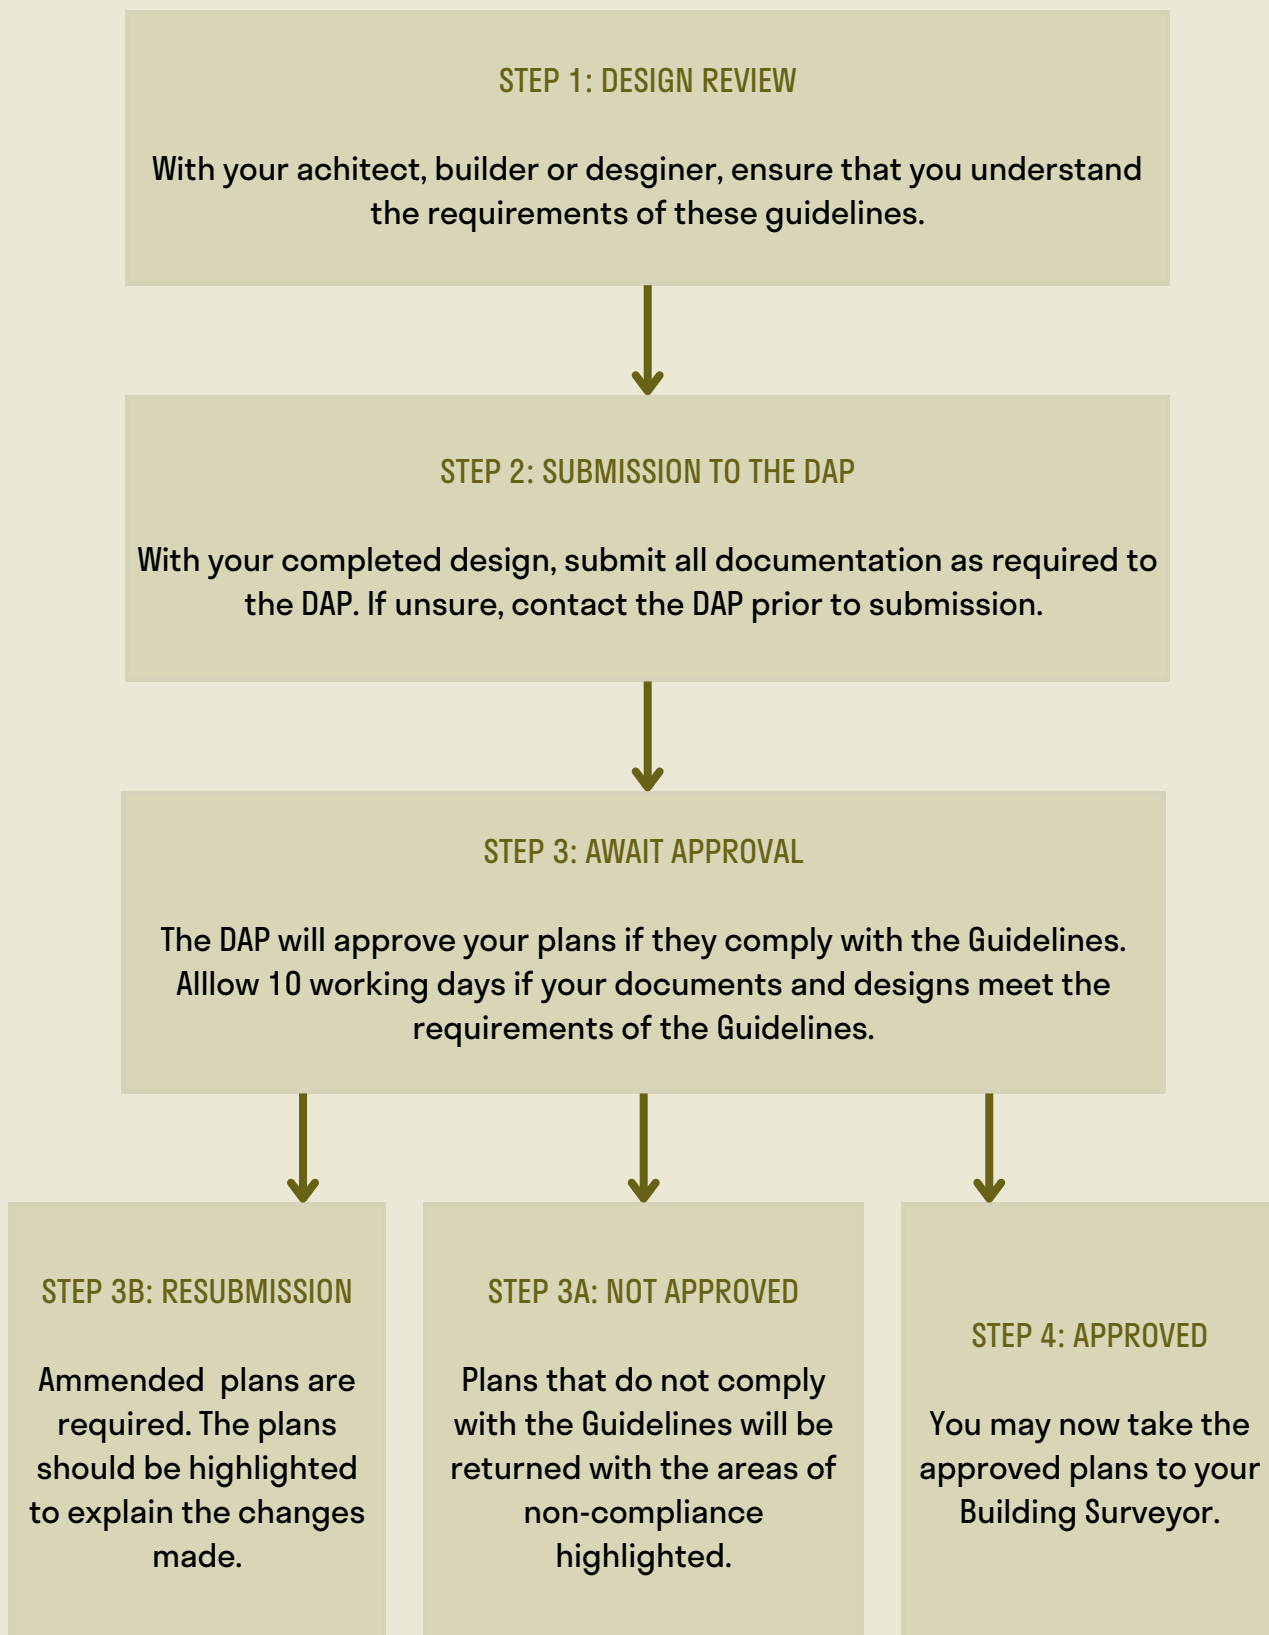 STEP 1: DESIGN REVIEW
With your achitect, builder or desginer, ensure that you understand
the requirements of these guidelines.
STEP 2: SUBMISSION TO THE DAP
With your completed design, submit all documentation as required to
the DAP. If unsure, contact the DAP prior to submission.
STEP 3: AWAIT APPROVAL
The DAP will approve your plans if they comply with the Guidelines.
Alllow 10 working days if your documents and designs meet the
requirements of the Guidelines.
STEP 3B: RESUBMISSION
Ammended plans are
required. The plans
should be highlighted
to explain the changes
made.
STEP 3A: NOT APPROVED
Plans that do not comply
with the Guidelines will be
returned with the areas of
non-compliance
highlighted.
STEP 4: APPROVED
You may now take the
approved plans to your
Building Surveyor.